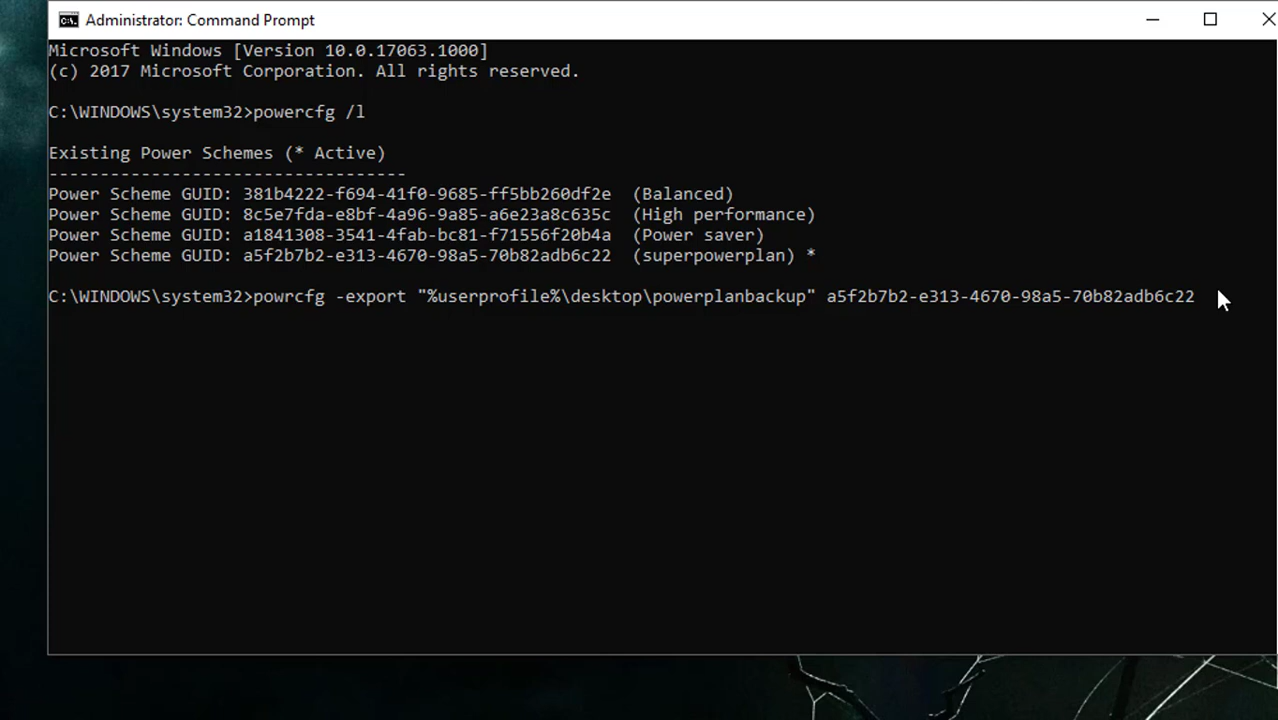 Administrator: Command Prompt
Microsoft Windows [Version 10.0.17063.1000]
(c) 2017 Microsoft Corporation. All rights reserved.
C:\WINDOWS\system32>powercfg /l
Existing Power Schemes (* Active)
-----------------------------------
Power Scheme GUID: 381b4222-f694-41f0-9685-ff5bb260df2e  (Balanced)
Power Scheme GUID: 8c5e7fda-e8bf-4a96-9a85-a6e23a8c635c  (High performance)
Power Scheme GUID: a1841308-3541-4fab-bc81-f71556f20b4a  (Power saver)
Power Scheme GUID: a5f2b7b2-e313-4670-98a5-70b82adb6c22  (superpowerplan) *
C:\WINDOWS\system32>powrcfg -export "%userprofile%\desktop\powerplanbackup" a5f2b7b2-e313-4670-98a5-70b82adb6c22